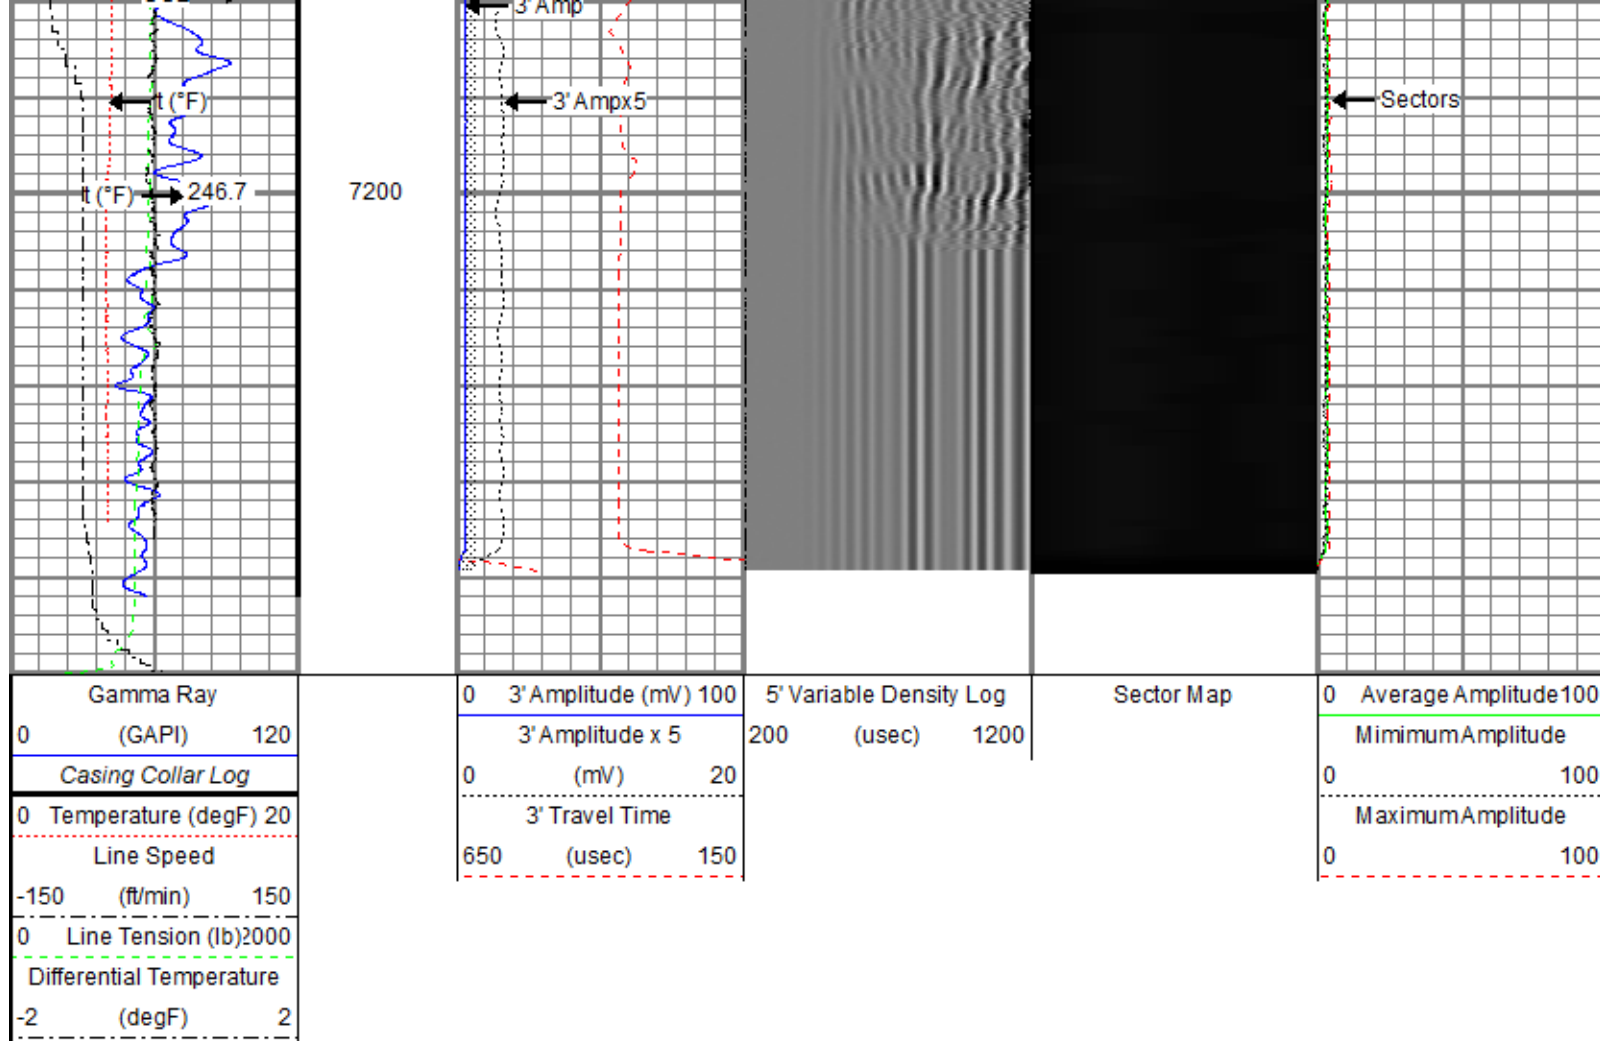 3' Amp
t (°F)
3' Ampx5
Sectors
t (°F)
246.7
7200
Gamma Ray
0 (GAPI) 120
Casing Collar Log
0 Temperature (degF) 20
Line Speed
-150 (ft/min) 150
0 Line Tension (lb)2000
Differential Temperature
-2 (degF) 2
0 3' Amplitude (mV) 100
3' Amplitude x 5
0 (mV) 20
3' Travel Time
650 (usec) 150
5' Variable Density Log
200 (usec) 1200
Sector Map
0 Average Amplitude 100
Mimimum Amplitude
0 100
Maximum Amplitude
0 100